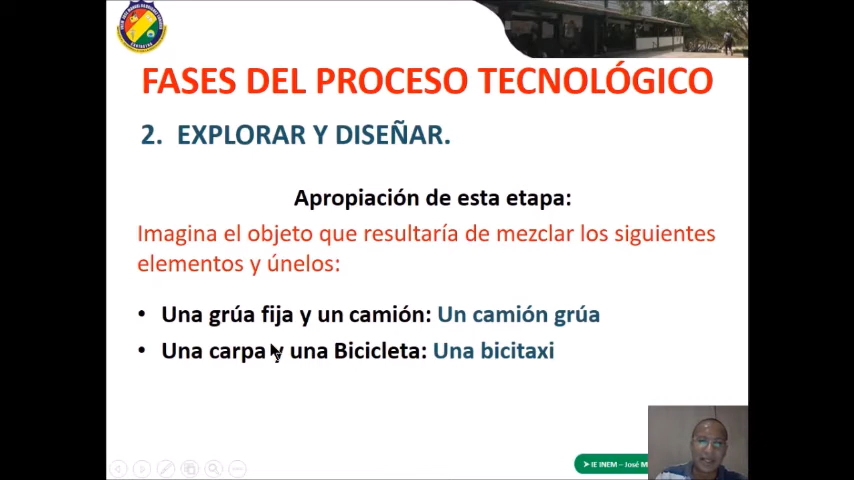 FASES DEL PROCESO TECNOLÓGICO
2. EXPLORAR Y DISEÑAR.
Apropiación de esta etapa:
Imagina el objeto que resultaría de mezclar los siguientes
elementos y únelos:
• Una grúa fija y un camión: Un camión grúa
• Una carpa y una Bicicleta: Una bicitaxi
➤ IE INEM – José M